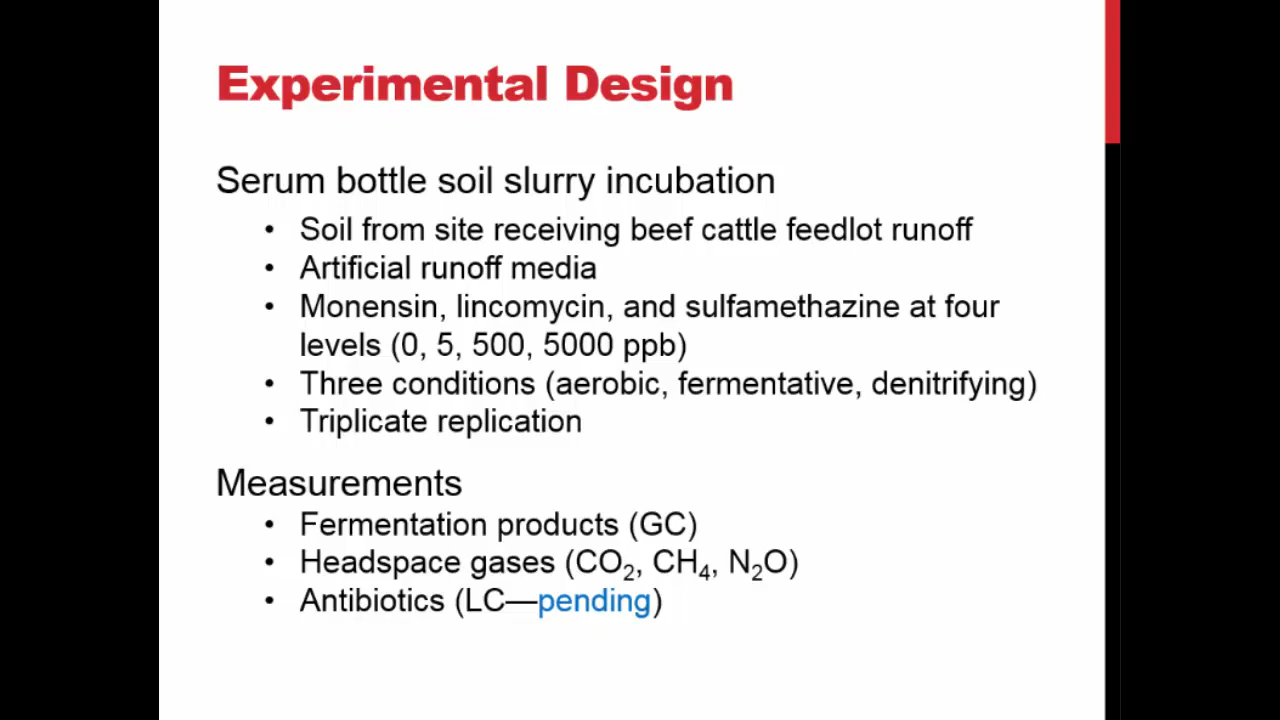 Experimental Design
Serum bottle soil slurry incubation
• Soil from site receiving beef cattle feedlot runoff
• Artificial runoff media
• Monensin, lincomycin, and sulfamethazine at four
levels (0, 5, 500, 5000 ppb)
• Three conditions (aerobic, fermentative, denitrifying)
• Triplicate replication
Measurements
• Fermentation products (GC)
• Headspace gases (CO₂, CH₄, N₂O)
• Antibiotics (LC—pending)